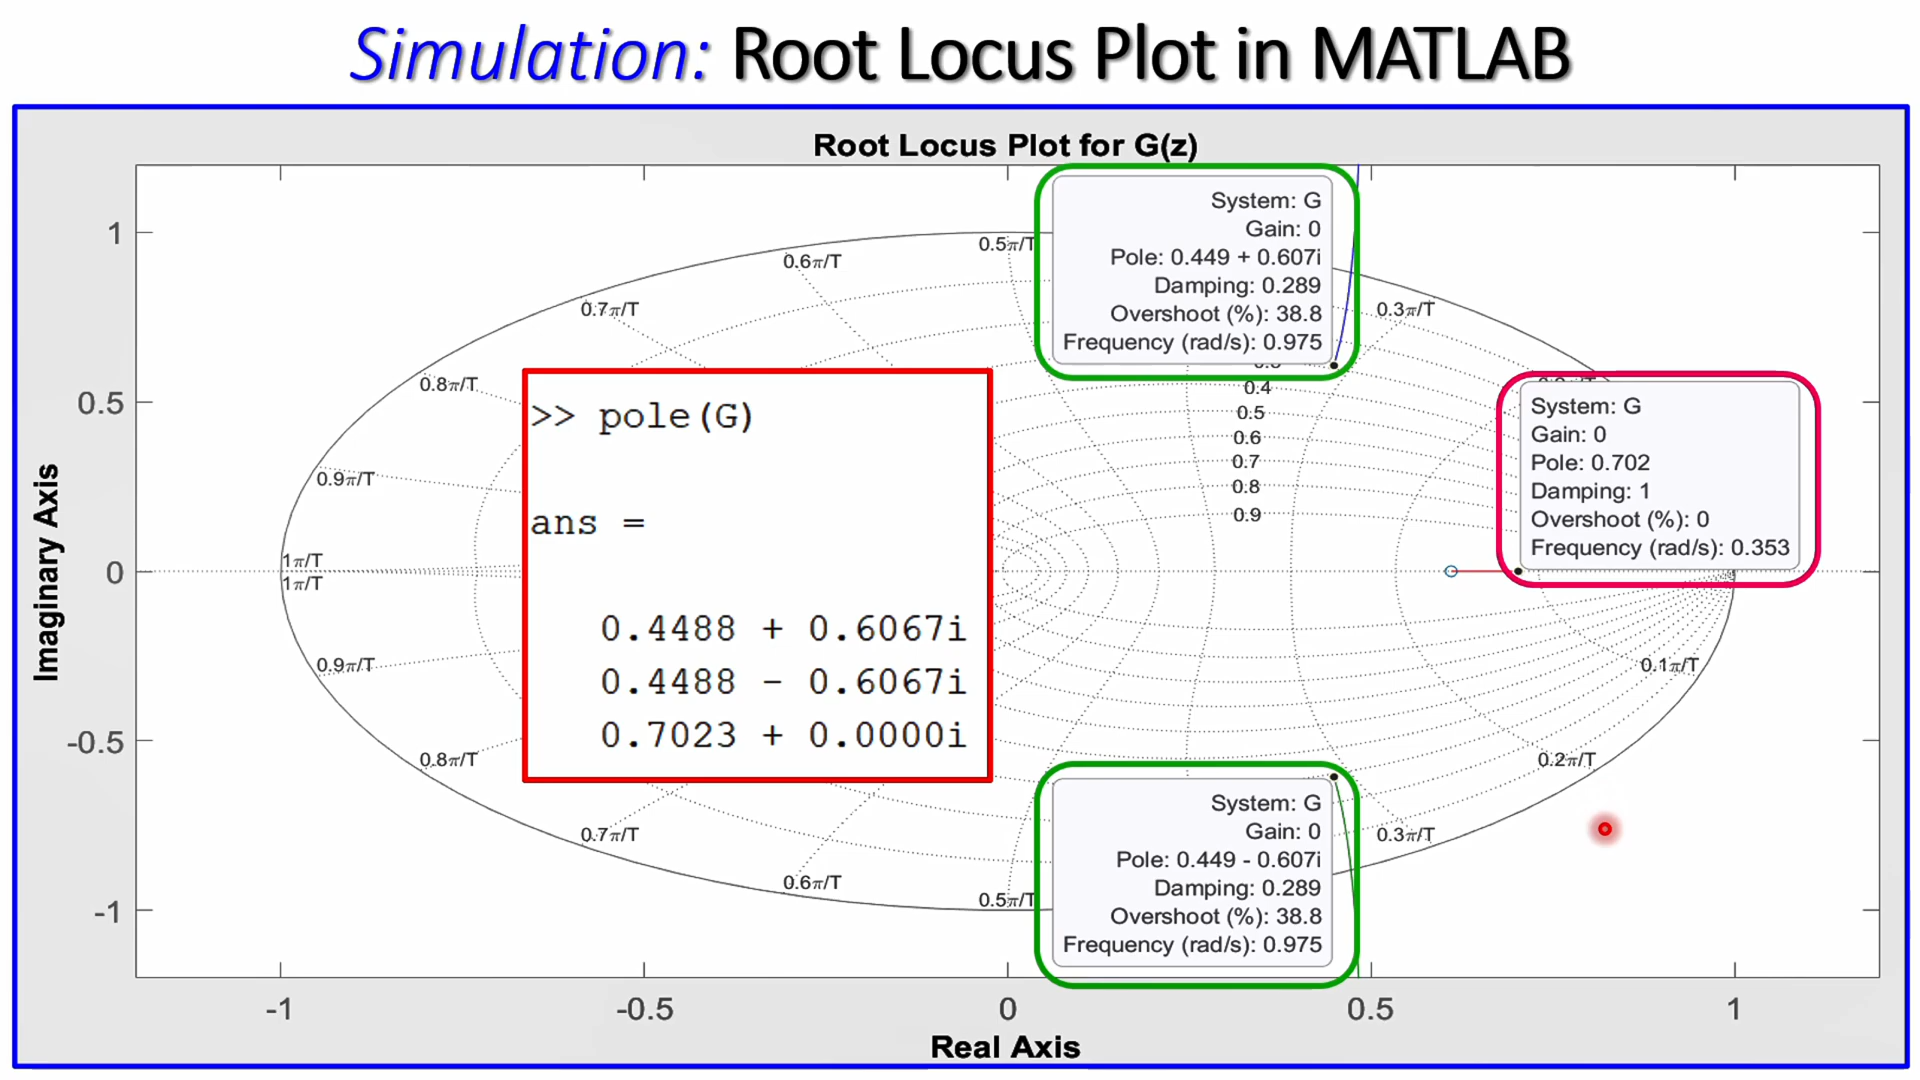 Simulation: Root Locus Plot in MATLAB
Root Locus Plot for G(z)
System: G
Gain: 0
Pole: 0.449 + 0.607i
Damping: 0.289
Overshoot (%): 38.8
Frequency (rad/s): 0.975
System: G
Gain: 0
Pole: 0.702
Damping: 1
Overshoot (%): 0
Frequency (rad/s): 0.353
>> pole(G)
ans =
0.4488 + 0.6067i
0.4488 - 0.6067i
0.7023 + 0.0000i
System: G
Gain: 0
Pole: 0.449 - 0.607i
Damping: 0.289
Overshoot (%): 38.8
Frequency (rad/s): 0.975
0.5π/T
0.6π/T
0.7π/T
0.8π/T
0.9π/T
1π/T
1π/T
0.9π/T
0.8π/T
0.7π/T
0.6π/T
0.5π/T
0.3π/T
0.4
0.5
0.6
0.7
0.8
0.9
0.1π/T
0.2π/T
0.3π/T
1
0.5
0
-0.5
-1
Imaginary Axis
-1
-0.5
0
0.5
1
Real Axis